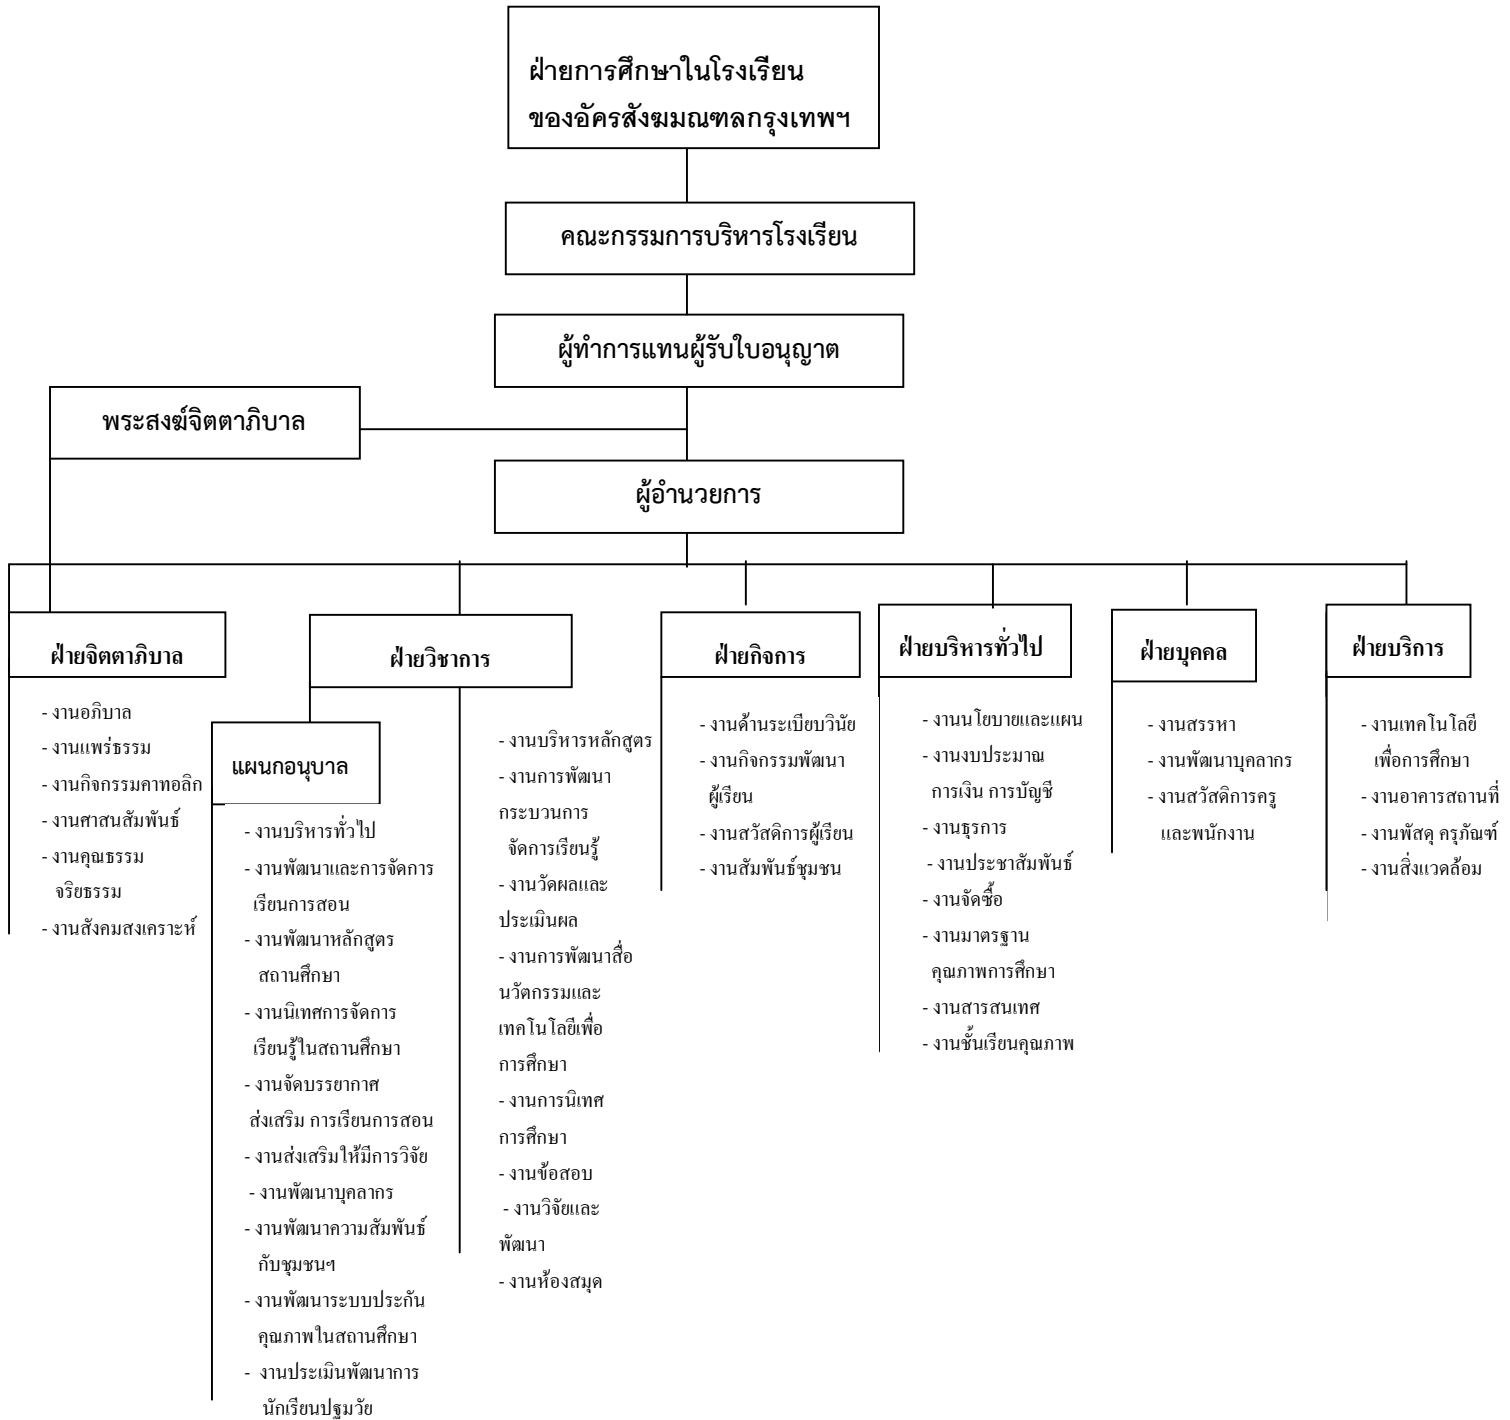 ฝ่ายการศึกษาในโรงเรียน
ของอัครสังฆมณฑลกรุงเทพฯ
คณะกรรมการบริหารโรงเรียน
ผู้ทำการแทนผู้รับใบอนุญาต
พระสงฆ์จิตตาภิบาล
ผู้อำนวยการ
ฝ่ายจิตตาภิบาล
- งานอภิบาล
- งานแพร่ธรรม
- งานกิจกรรมคาทอลิก
- งานศาสนสัมพันธ์
- งานคุณธรรม
จริยธรรม
- งานสังคมสงเคราะห์
ฝ่ายวิชาการ
แผนกอนุบาล
- งานบริหารทั่วไป
- งานพัฒนาและการจัดการ
เรียนการสอน
- งานพัฒนาหลักสูตร
สถานศึกษา
- งานนิเทศการจัดการ
เรียนรู้ในสถานศึกษา
- งานจัดบรรยากาศ
ส่งเสริม การเรียนการสอน
- งานส่งเสริมให้มีการวิจัย
- งานพัฒนาบุคลากร
- งานพัฒนาความสัมพันธ์
กับชุมชนฯ
- งานพัฒนาระบบประกัน
คุณภาพในสถานศึกษา
- งานประเมินพัฒนาการ
นักเรียนปฐมวัย
- งานบริหารหลักสูตร
- งานการพัฒนา
กระบวนการ
จัดการเรียนรู้
- งานวัดผลและ
ประเมินผล
- งานการพัฒนาสื่อ
นวัตกรรมและ
เทคโนโลยีเพื่อ
การศึกษา
- งานการนิเทศ
การศึกษา
- งานข้อสอบ
- งานวิจัยและ
พัฒนา
- งานห้องสมุด
ฝ่ายกิจการ
- งานด้านระเบียบวินัย
- งานกิจกรรมพัฒนา
ผู้เรียน
- งานสวัสดิการผู้เรียน
- งานสัมพันธ์ชุมชน
ฝ่ายบริหารทั่วไป
- งานนโยบายและแผน
- งานงบประมาณ
การเงิน การบัญชี
- งานธุรการ
- งานประชาสัมพันธ์
- งานจัดซื้อ
- งานมาตรฐาน
คุณภาพการศึกษา
- งานสารสนเทศ
- งานชั้นเรียนคุณภาพ
ฝ่ายบุคคล
- งานสรรหา
- งานพัฒนาบุคลากร
- งานสวัสดิการครู
และพนักงาน
ฝ่ายบริการ
- งานเทคโนโลยี
เพื่อการศึกษา
- งานอาคารสถานที่
- งานพัสดุ ครุภัณฑ์
- งานสิ่งแวดล้อม